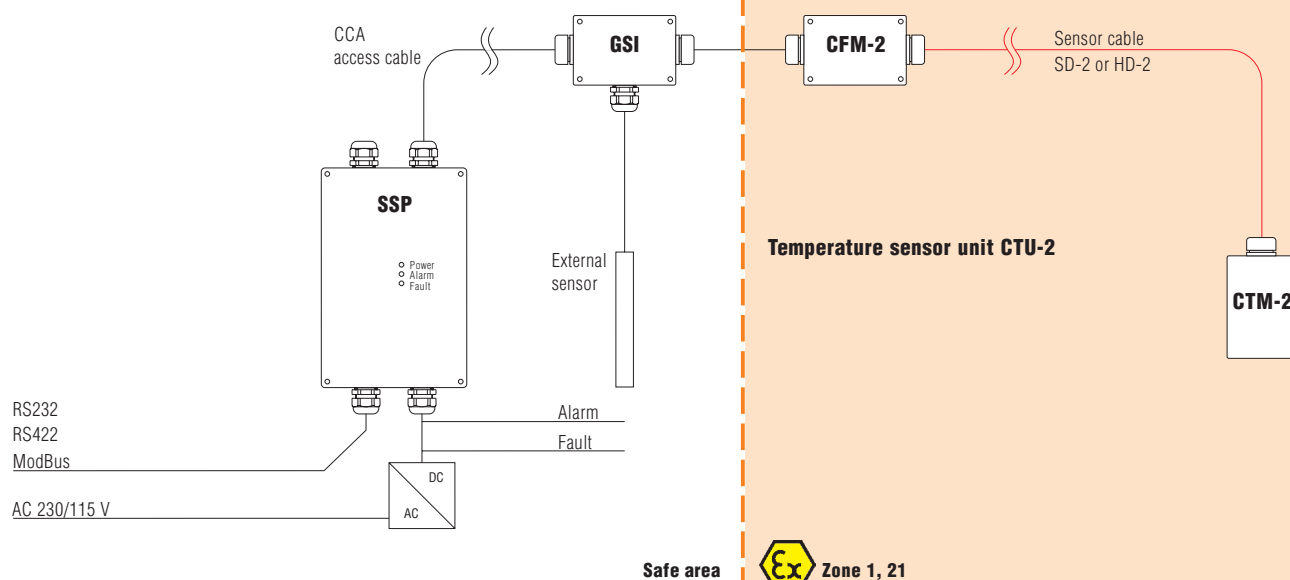 CCA
access cable
GSI
CFM-2
Sensor cable
SD-2 or HD-2
SSP
Power
Alarm
Fault
External
sensor
Temperature sensor unit CTU-2
CTM-2
RS232
RS422
ModBus
Alarm
Fault
DC
AC
AC 230/115 V
Safe area
Ex Zone 1, 21